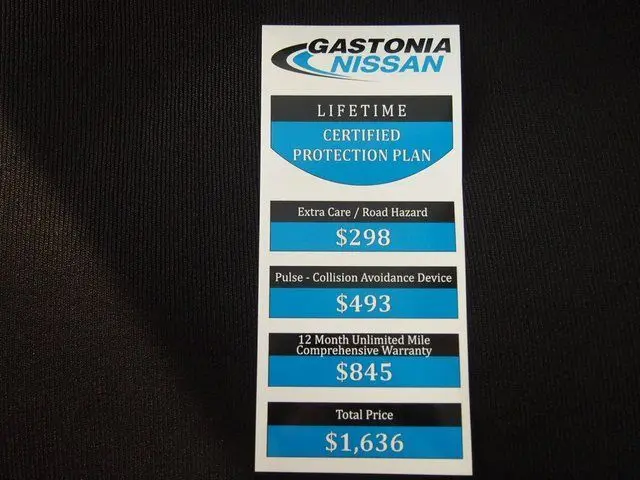 GASTONIA
NISSAN
LIFETIME
CERTIFIED
PROTECTION PLAN
Extra Care / Road Hazard
$298
Pulse - Collision Avoidance Device
$493
12 Month Unlimited Mile
Comprehensive Warranty
$845
Total Price
$1,636